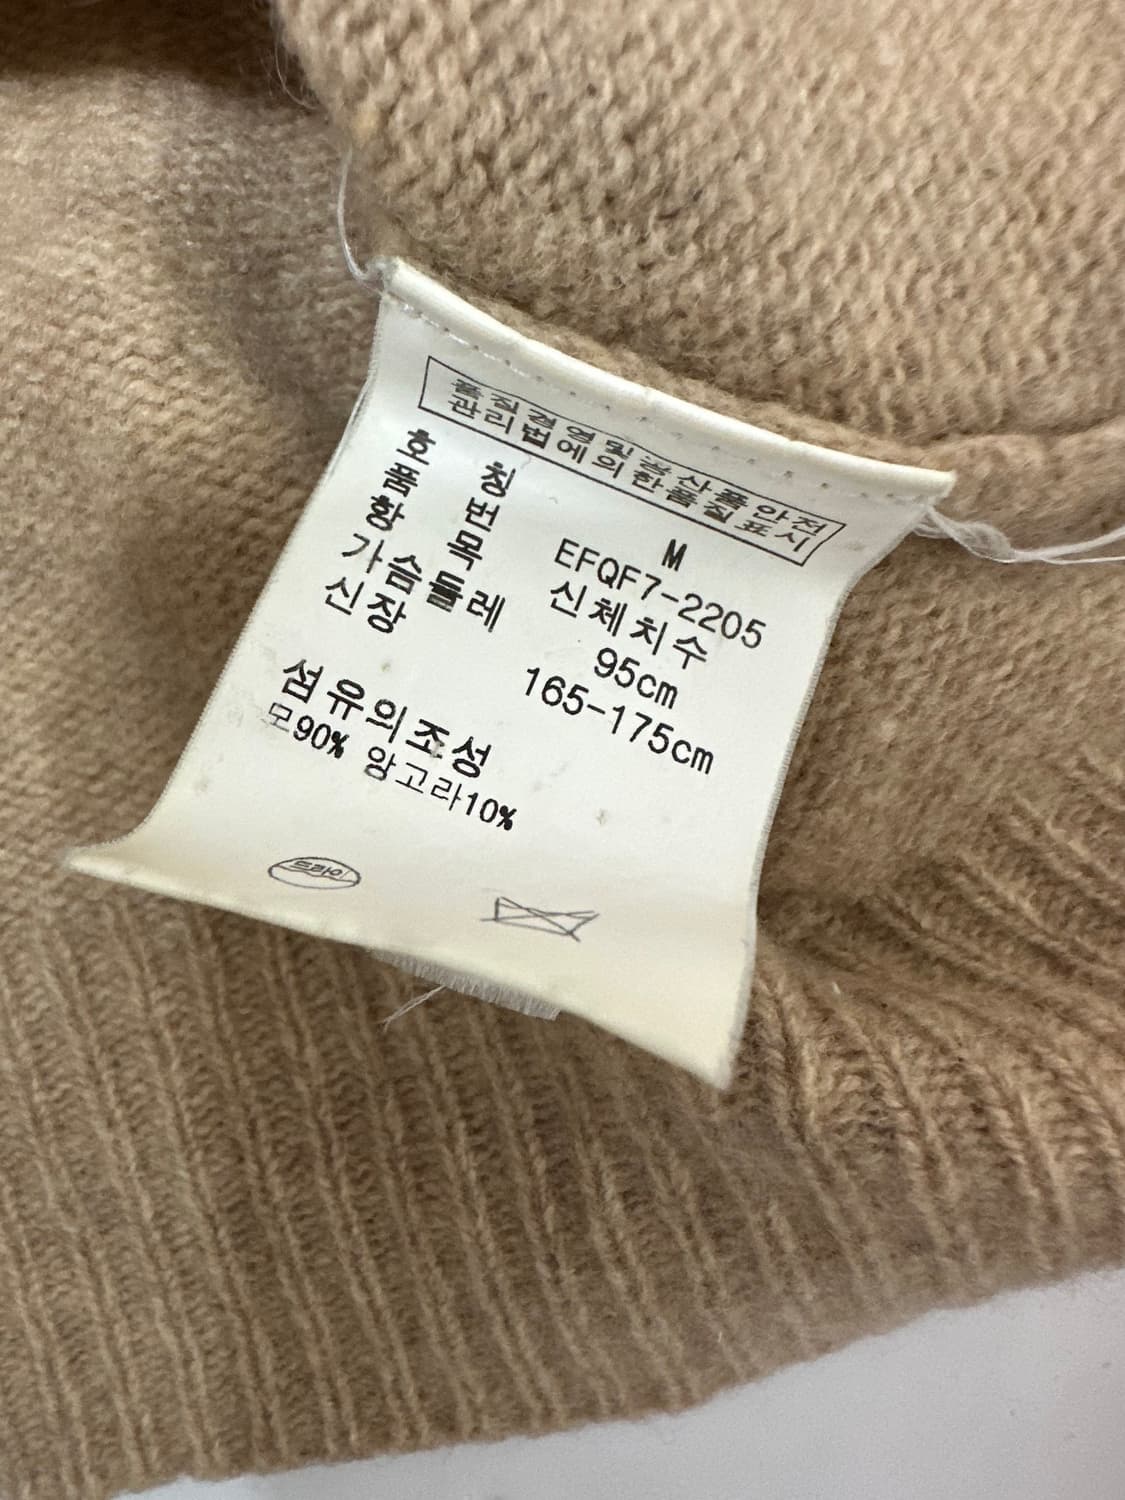 품질경영및공산품안전
관리법에의한품질표시
호 칭 M
품 번 EFQF7-2205
항 목 신체치수
가슴둘레 95cm
신장 165-175cm
섬유의조성
모90% 앙고라10%
드라이